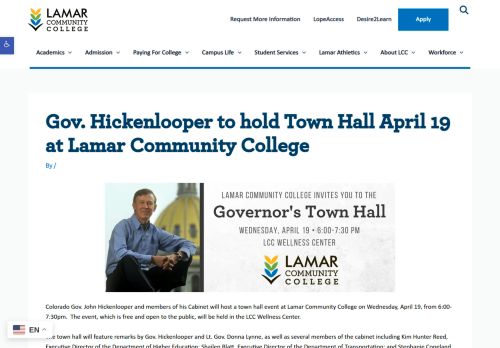 LAMAR
COMMUNITY
COLLEGE
Request More Information LopeAccess Desire2Learn Apply
Academics Admission Paying For College Campus Life Student Services Lamar Athletics About LCC Workforce
Gov. Hickenlooper to hold Town Hall April 19
at Lamar Community College
By /
LAMAR COMMUNITY COLLEGE INVITES YOU TO THE
Governor's Town Hall
WEDNESDAY, APRIL 19 • 6:00-7:30 PM
LCC WELLNESS CENTER
LAMAR
COMMUNITY
COLLEGE
Colorado Gov. John Hickenlooper and members of his Cabinet will host a town hall event at Lamar Community College on Wednesday, April 19, from 6:00-
7:30pm. The event, which is free and open to the public, will be held in the LCC Wellness Center.
town hall will feature remarks by Gov. Hickenlooper and Lt. Gov. Donna Lynne, as well as several members of the cabinet including Kim Hunter Reed,
Executive Director of the Department of Higher Education; Shailen Bhatt, Executive Director of the Department of Transportation; and Stephanie Copeland
EN